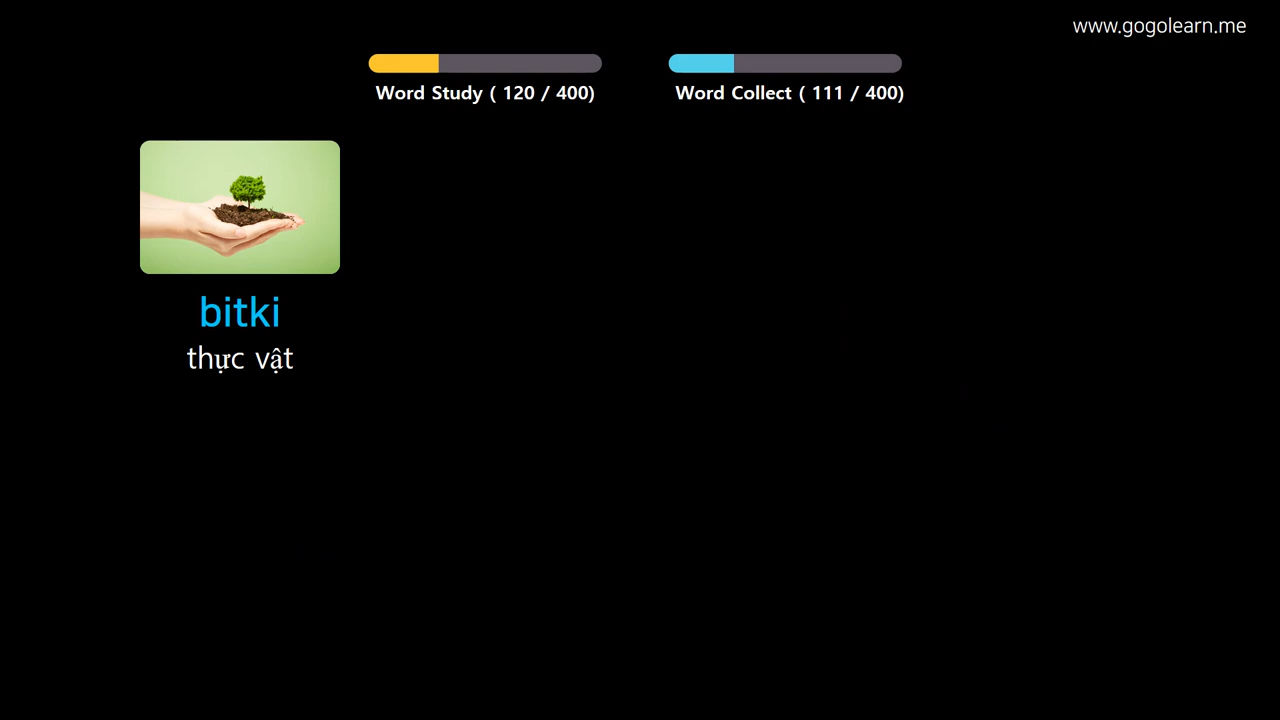 www.gogolearn.me
Word Study ( 120 / 400)
Word Collect ( 111 / 400)
bitki
thực vật